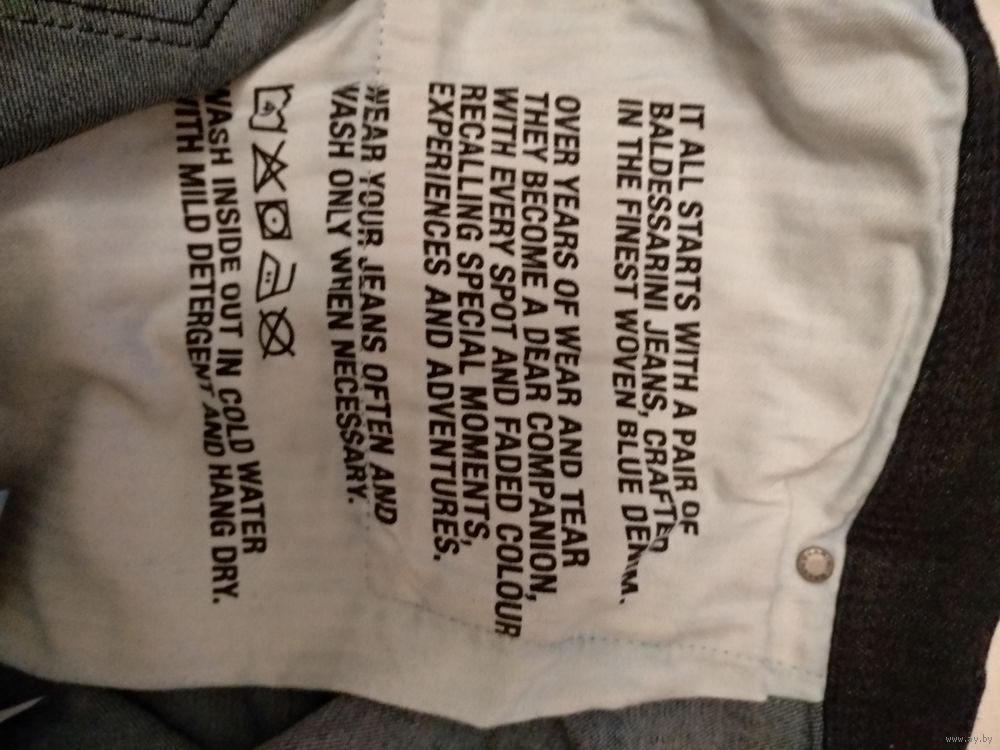 IT ALL STARTS WITH A PAIR OF
BALDESSARINI JEANS, CRAFTED
IN THE FINEST WOVEN BLUE DENIM.
OVER YEARS OF WEAR AND TEAR
THEY BECOME A DEAR COMPANION,
WITH EVERY SPOT AND FADED COLOUR
RECALLING SPECIAL MOMENTS,
EXPERIENCES AND ADVENTURES.
WEAR YOUR JEANS OFTEN AND
WASH ONLY WHEN NECESSARY.
WASH INSIDE OUT IN COLD WATER
WITH MILD DETERGENT AND HANG DRY.
www.ay.by